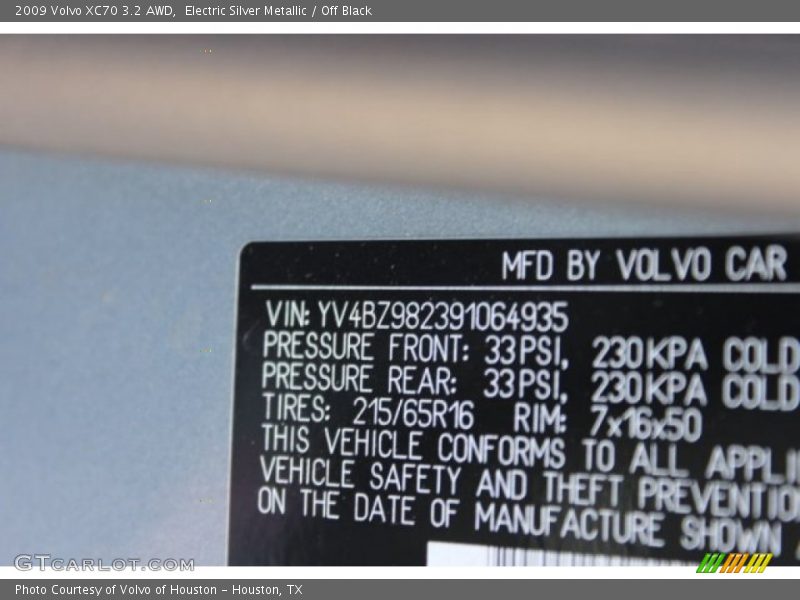 2009 Volvo XC70 3.2 AWD,  Electric Silver Metallic / Off Black
MFD BY VOLVO CAR
VIN: YV4BZ982391064935
PRESSURE FRONT: 33PSI, 230KPA COLD
PRESSURE REAR: 33PSI, 230KPA COLD
TIRES: 215/65R16 RIM: 7x16x50
THIS VEHICLE CONFORMS TO ALL APPLI
VEHICLE SAFETY AND THEFT PREVENTIO
ON THE DATE OF MANUFACTURE SHOWN
GTCARLOT.COM
Photo Courtesy of Volvo of Houston - Houston, TX